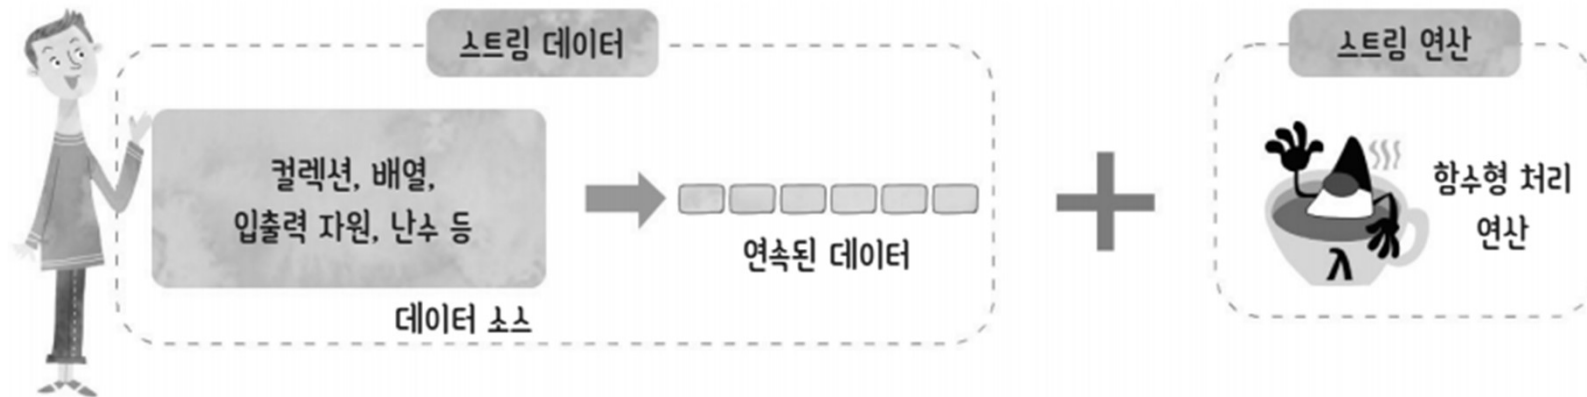 스트림 데이터
컬렉션, 배열,
입출력 자원, 난수 등
데이터 소스
연속된 데이터
스트림 연산
함수형 처리
연산
λ